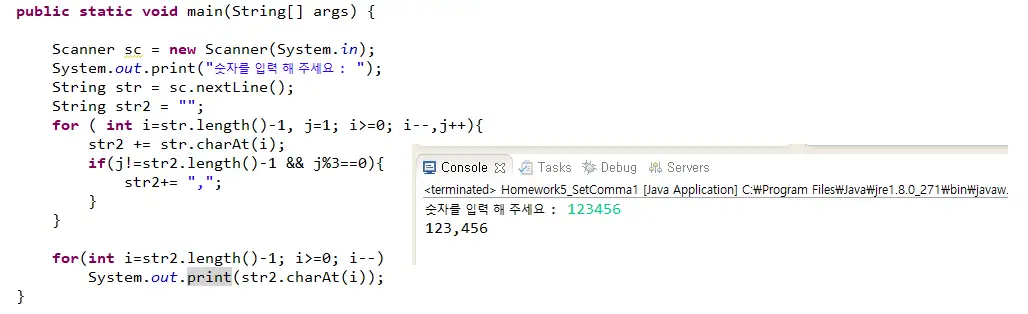 public static void main(String[] args) {
Scanner sc = new Scanner(System.in);
System.out.print("숫자를 입력 해 주세요 : ");
String str = sc.nextLine();
String str2 = "";
for ( int i=str.length()-1, j=1; i>=0; i--,j++){
str2 += str.charAt(i);
if(j!=str2.length()-1 && j%3==0){
str2+= ",";
}
}
for(int i=str2.length()-1; i>=0; i--)
System.out.print(str2.charAt(i));
}
Console Tasks Debug Servers
<terminated> Homework5_SetComma1 [Java Application] C:₩Program Files₩Java₩jre1.8.0_271₩bin₩javaw.
숫자를 입력 해 주세요 : 123456
123,456